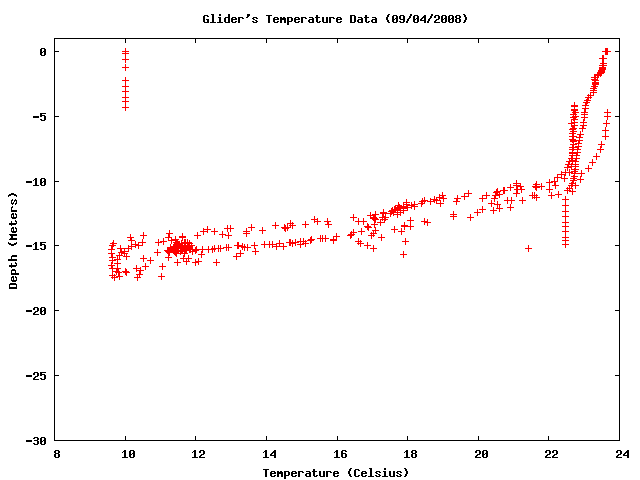 Glider's Temperature Data (09/04/2008)
0
-5
-10
-15
-20
-25
-30
Depth (Meters)
8 10 12 14 16 18 20 22 24
Temperature (Celsius)